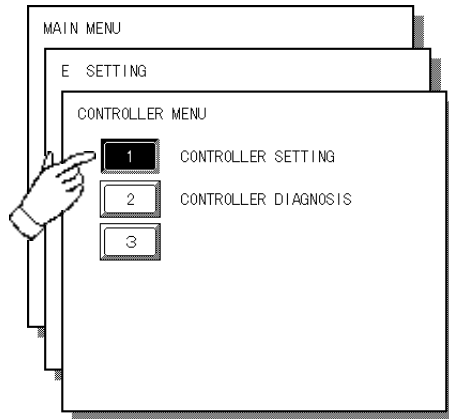 MAIN MENU
E SETTING
CONTROLLER MENU
1 CONTROLLER SETTING
2 CONTROLLER DIAGNOSIS
3